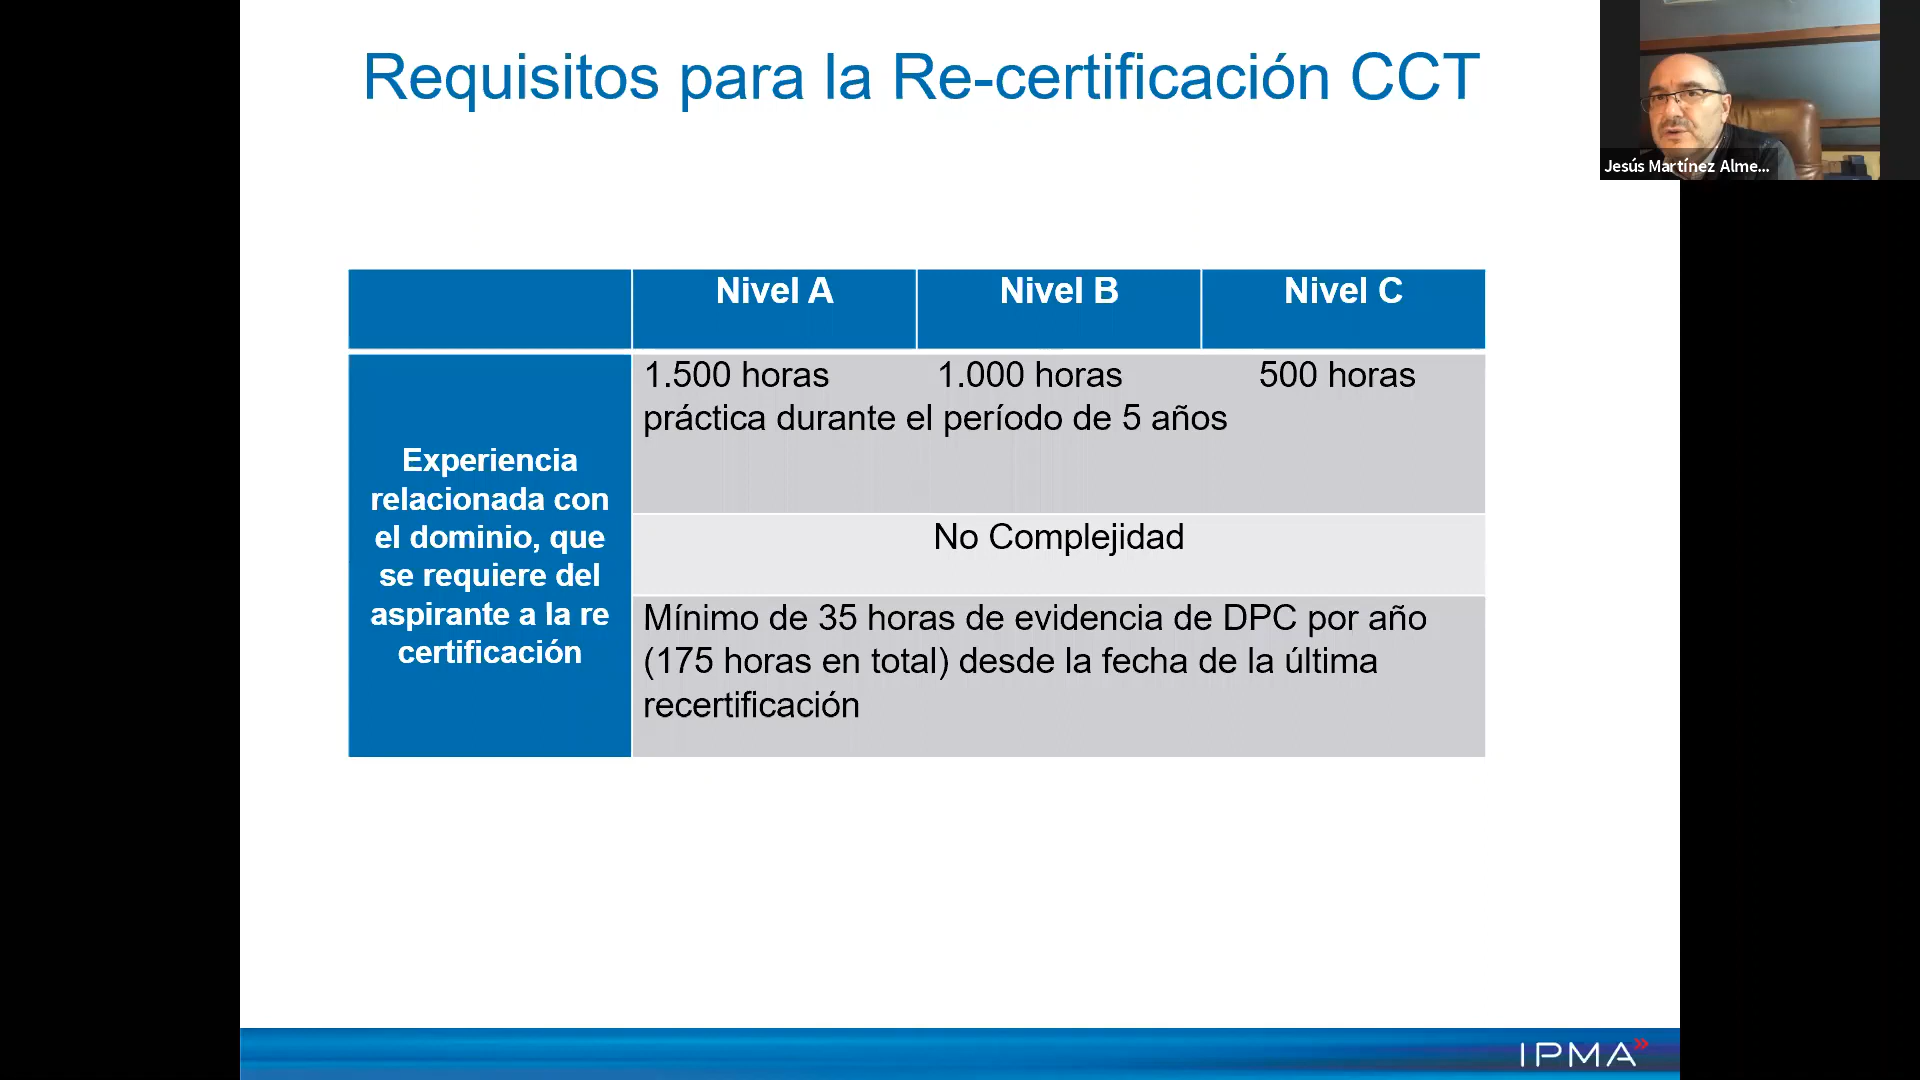 Requisitos para la Re-certificación CCT
Jesús Martínez Alme...
Nivel A
Nivel B
Nivel C
Experiencia
relacionada con
el dominio, que
se requiere del
aspirante a la re
certificación
1.500 horas 1.000 horas 500 horas
práctica durante el período de 5 años
No Complejidad
Mínimo de 35 horas de evidencia de DPC por año
(175 horas en total) desde la fecha de la última
recertificación
IPMA